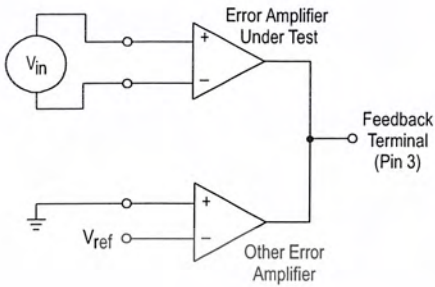 Error Amplifier
Under Test
Vin
+
−
Feedback
Terminal
(Pin 3)
+
Vref
−
Other Error
Amplifier